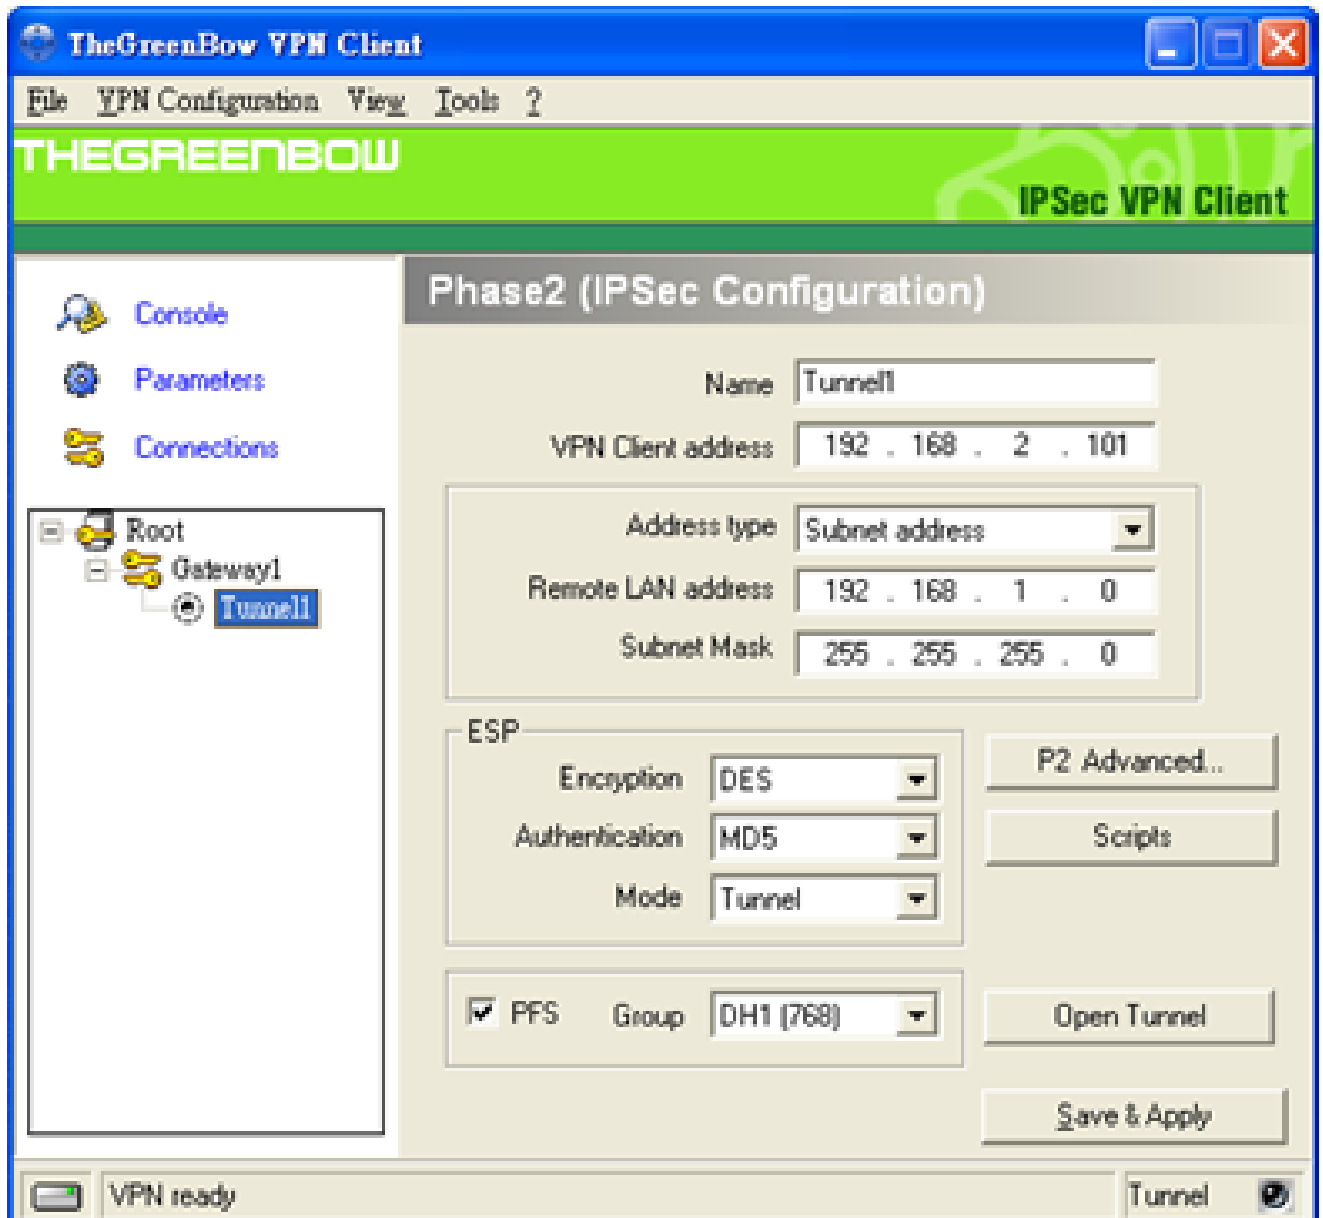 TheGreenBow VPN Client
File VPN Configuration View Tools ?
THEGREENBOW
IPSec VPN Client
Console
Parameters
Connections
Root
Gateway1
Tunnel1
Phase2 (IPSec Configuration)
Name Tunnel1
VPN Client address 192 . 168 . 2 . 101
Address type Subnet address
Remote LAN address 192 . 168 . 1 . 0
Subnet Mask 255 . 255 . 255 . 0
ESP
Encryption DES
Authentication MD5
Mode Tunnel
P2 Advanced...
Scripts
PFS Group DH1 (768)
Open Tunnel
Save & Apply
VPN ready Tunnel